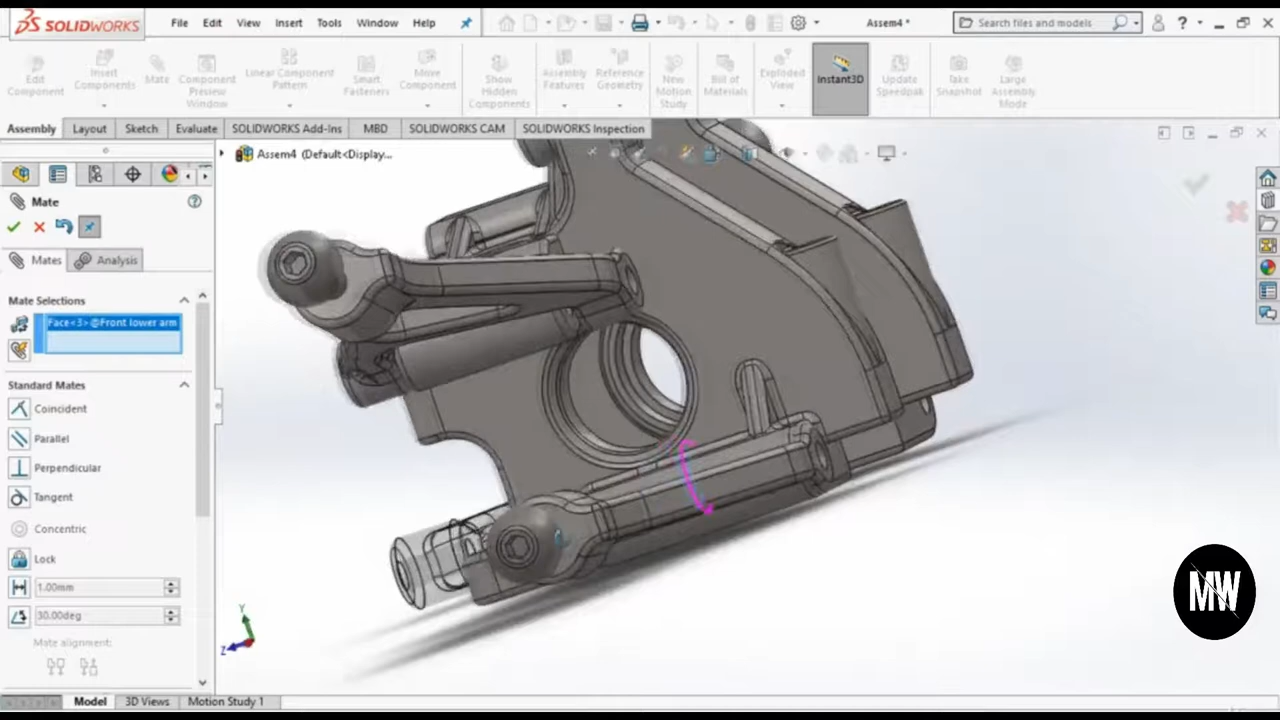 SOLIDWORKS File Edit View Insert Tools Window Help Assem4 * Search files and models ?
Edit Component
Insert Components
Mate
Component Preview Window
Linear Component Pattern
Smart Fasteners
Move Component
Show Hidden Components
Assembly Features
Reference Geometry
New Motion Study
Bill of Materials
Exploded View
Instant3D
Update Speedpak
Take Snapshot
Large Assembly Mode
Assembly Layout Sketch Evaluate SOLIDWORKS Add-Ins MBD SOLIDWORKS CAM SOLIDWORKS Inspection
Assem4 (Default<Display...
Mate
Mates Analysis
Mate Selections
Face<3>@Front lower arm
Standard Mates
Coincident
Parallel
Perpendicular
Tangent
Concentric
Lock
1.00mm
30.00deg
Mate alignment:
Y
Z
MW
Model 3D Views Motion Study 1